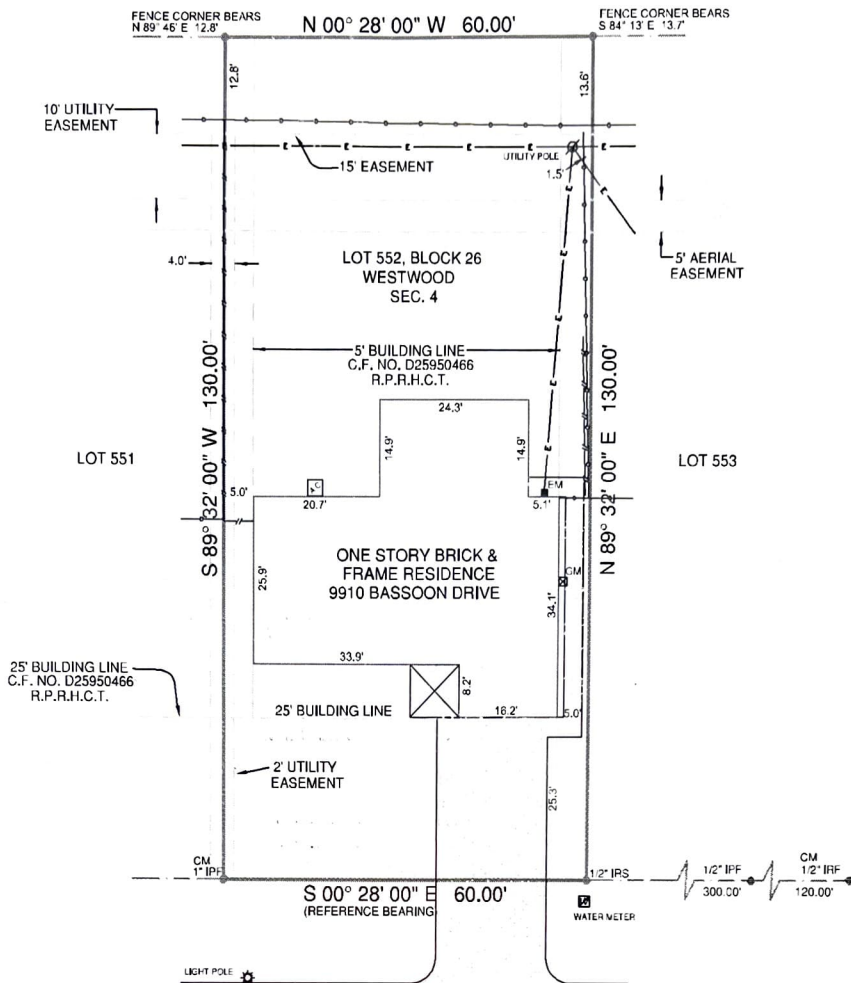 FENCE CORNER BEARS
N 89° 46' E 12.8'
N 00° 28' 00" W 60.00'
FENCE CORNER BEARS
S 84° 13' E 13.7'
12.8'
13.6'
10' UTILITY
EASEMENT
E E E E E E
15' EASEMENT
UTILITY POLE
1.5'
E
E
4.0'
LOT 552, BLOCK 26
WESTWOOD
SEC. 4
5' AERIAL
EASEMENT
E
E
5' BUILDING LINE
C.F. NO. D25950466
R.P.R.H.C.T.
E
24.3'
S 89° 32' 00" W 130.00'
N 89° 32' 00" E 130.00'
14.9'
14.9'
E
LOT 551
LOT 553
5.0'
20.7'
EM
5.1'
ONE STORY BRICK &
FRAME RESIDENCE
9910 BASSOON DRIVE
25.9'
GM
34.1'
33.9'
25' BUILDING LINE
C.F. NO. D25950466
R.P.R.H.C.T.
8.2'
25' BUILDING LINE
16.2'
5.0'
2' UTILITY
EASEMENT
25.3'
CM
1" IPF
1/2" IRS
1/2" IPF
300.00'
CM
1/2" IRF
120.00'
S 00° 28' 00" E 60.00'
(REFERENCE BEARING
WATER METER
LIGHT POLE